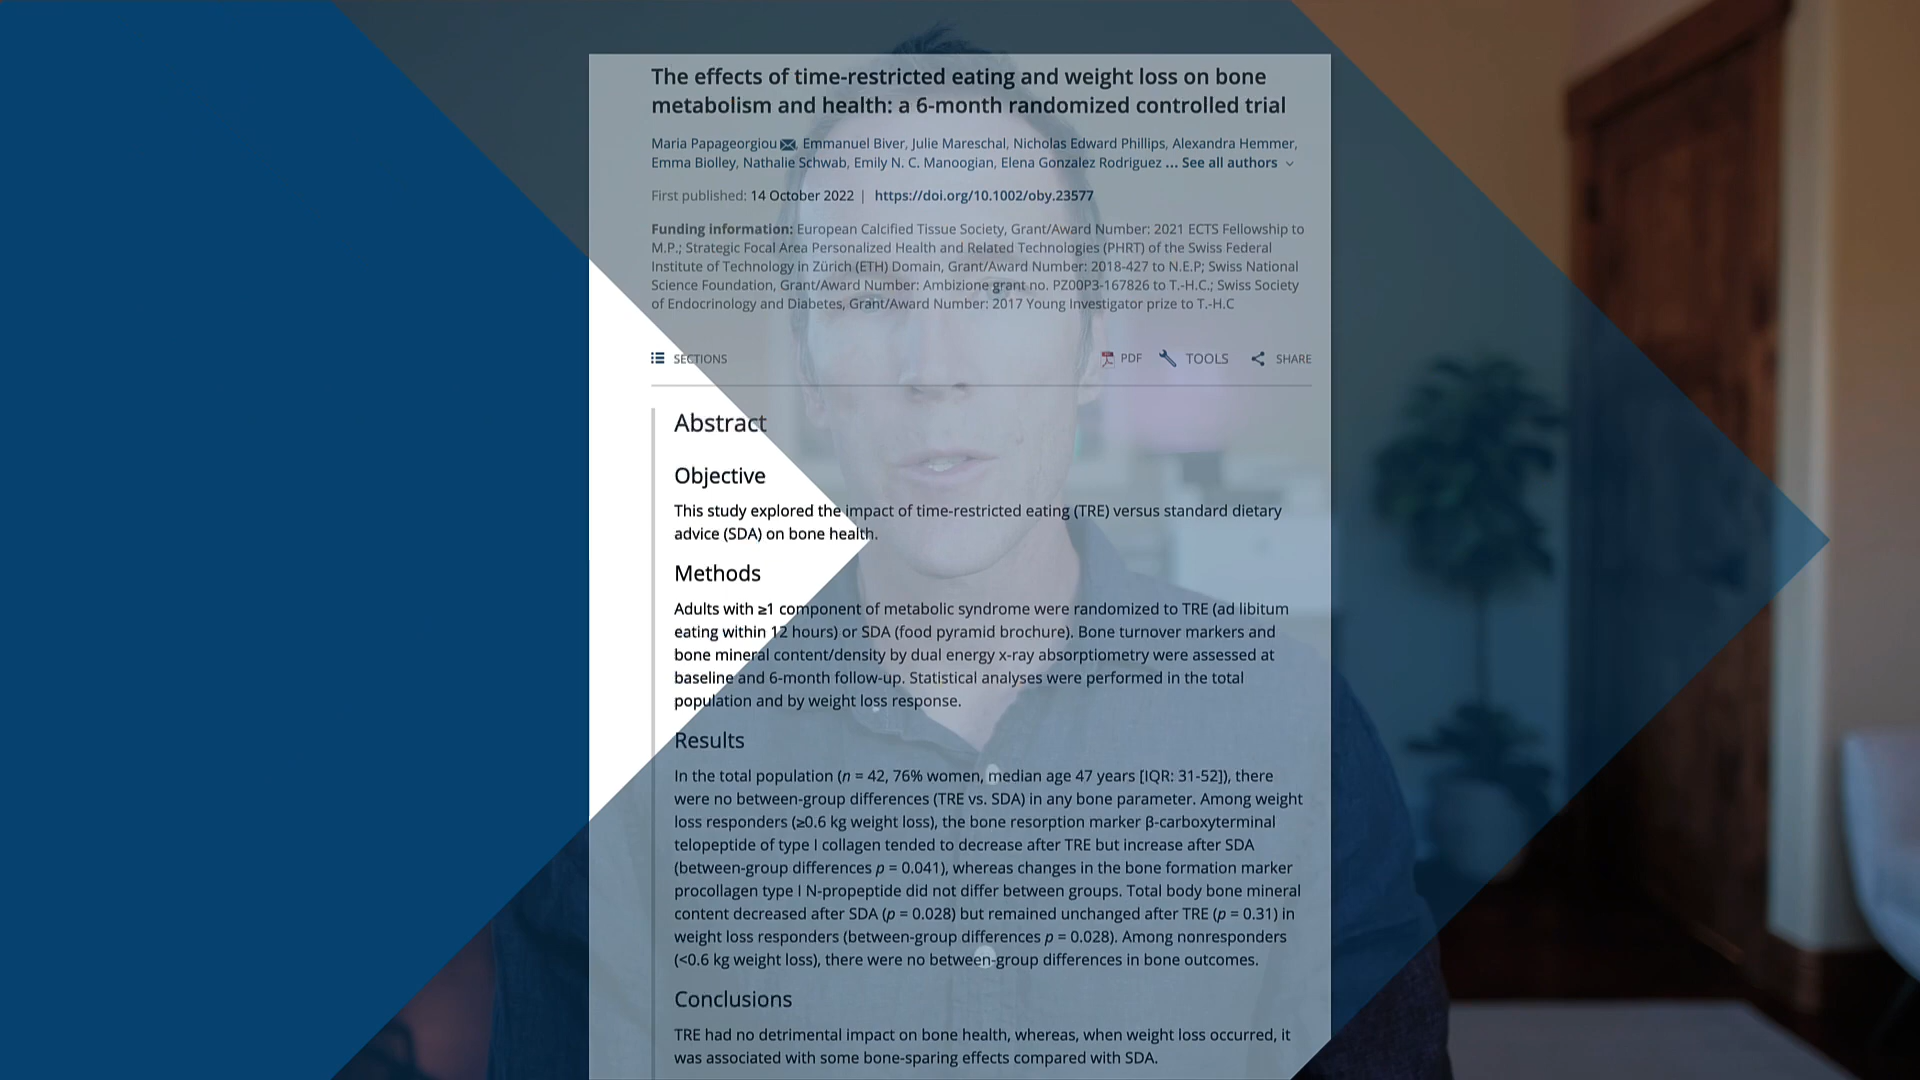 The effects of time-restricted eating and weight loss on bone
metabolism and health: a 6-month randomized controlled trial
Maria Papageorgiou, Emmanuel Biver, Julie Mareschal, Nicholas Edward Phillips, Alexandra Hemmer,
Emma Biolley, Nathalie Schwab, Emily N. C. Manoogian, Elena Gonzalez Rodriguez ... See all authors
First published: 14 October 2022 | https://doi.org/10.1002/oby.23577
Funding information: European Calcified Tissue Society, Grant/Award Number: 2021 ECTS Fellowship to
M.P.; Strategic Focal Area Personalized Health and Related Technologies (PHRT) of the Swiss Federal
Institute of Technology in Zürich (ETH) Domain, Grant/Award Number: 2018-427 to N.E.P; Swiss National
Science Foundation, Grant/Award Number: Ambizione grant no. PZ00P3-167826 to T.-H.C.; Swiss Society
of Endocrinology and Diabetes, Grant/Award Number: 2017 Young Investigator prize to T.-H.C
SECTIONS PDF TOOLS SHARE
Abstract
Objective
This study explored the impact of time-restricted eating (TRE) versus standard dietary
advice (SDA) on bone health.
Methods
Adults with ≥1 component of metabolic syndrome were randomized to TRE (ad libitum
eating within 12 hours) or SDA (food pyramid brochure). Bone turnover markers and
bone mineral content/density by dual energy x-ray absorptiometry were assessed at
baseline and 6-month follow-up. Statistical analyses were performed in the total
population and by weight loss response.
Results
In the total population (n = 42, 76% women, median age 47 years [IQR: 31-52]), there
were no between-group differences (TRE vs. SDA) in any bone parameter. Among weight
loss responders (≥0.6 kg weight loss), the bone resorption marker β-carboxyterminal
telopeptide of type I collagen tended to decrease after TRE but increase after SDA
(between-group differences p = 0.041), whereas changes in the bone formation marker
procollagen type I N-propeptide did not differ between groups. Total body bone mineral
content decreased after SDA (p = 0.028) but remained unchanged after TRE (p = 0.31) in
weight loss responders (between-group differences p = 0.028). Among nonresponders
(<0.6 kg weight loss), there were no between-group differences in bone outcomes.
Conclusions
TRE had no detrimental impact on bone health, whereas, when weight loss occurred, it
was associated with some bone-sparing effects compared with SDA.